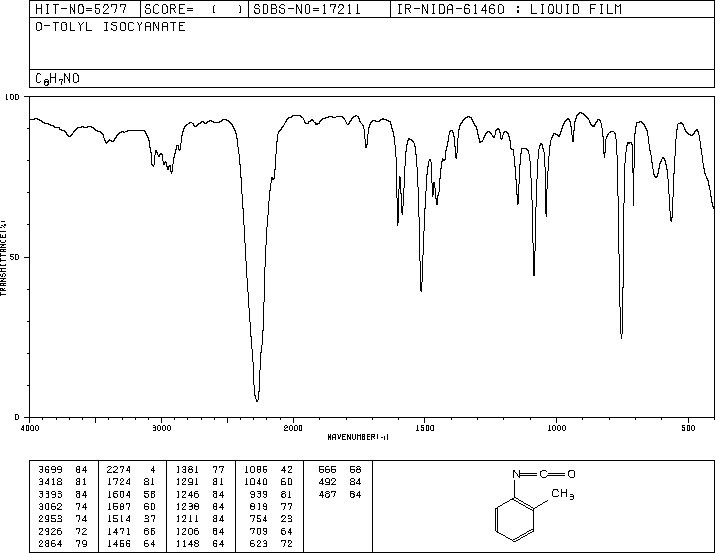 HIT-NO=5277 SCORE= ( ) SDBS-NO=17211 IR-NIDA-61460 : LIQUID FILM
O-TOLYL ISOCYANATE
C8H7NO
100
50
0
TRANSMITTANCE(%)
4000 3000 2000 1500 1000 500
WAVENUMBER(-1)
3699 84 2274 4 1381 77 1086 42 566 58
3418 81 1724 81 1291 81 1040 60 492 84
3393 84 1604 58 1246 84 939 81 487 84
3062 74 1587 60 1238 84 819 77
2953 74 1514 37 1211 84 754 23
2926 72 1471 66 1206 84 709 64
2864 79 1456 64 1148 64 623 72
N C O
CH3